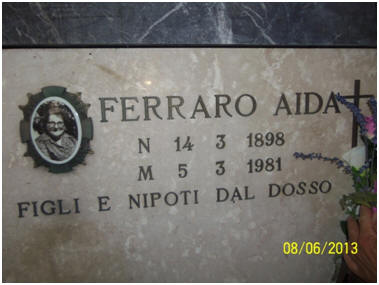 FERRARO AIDA
N 14 3 1898
M 5 3 1981
FIGLI E NIPOTI DAL DOSSO
08/06/2013